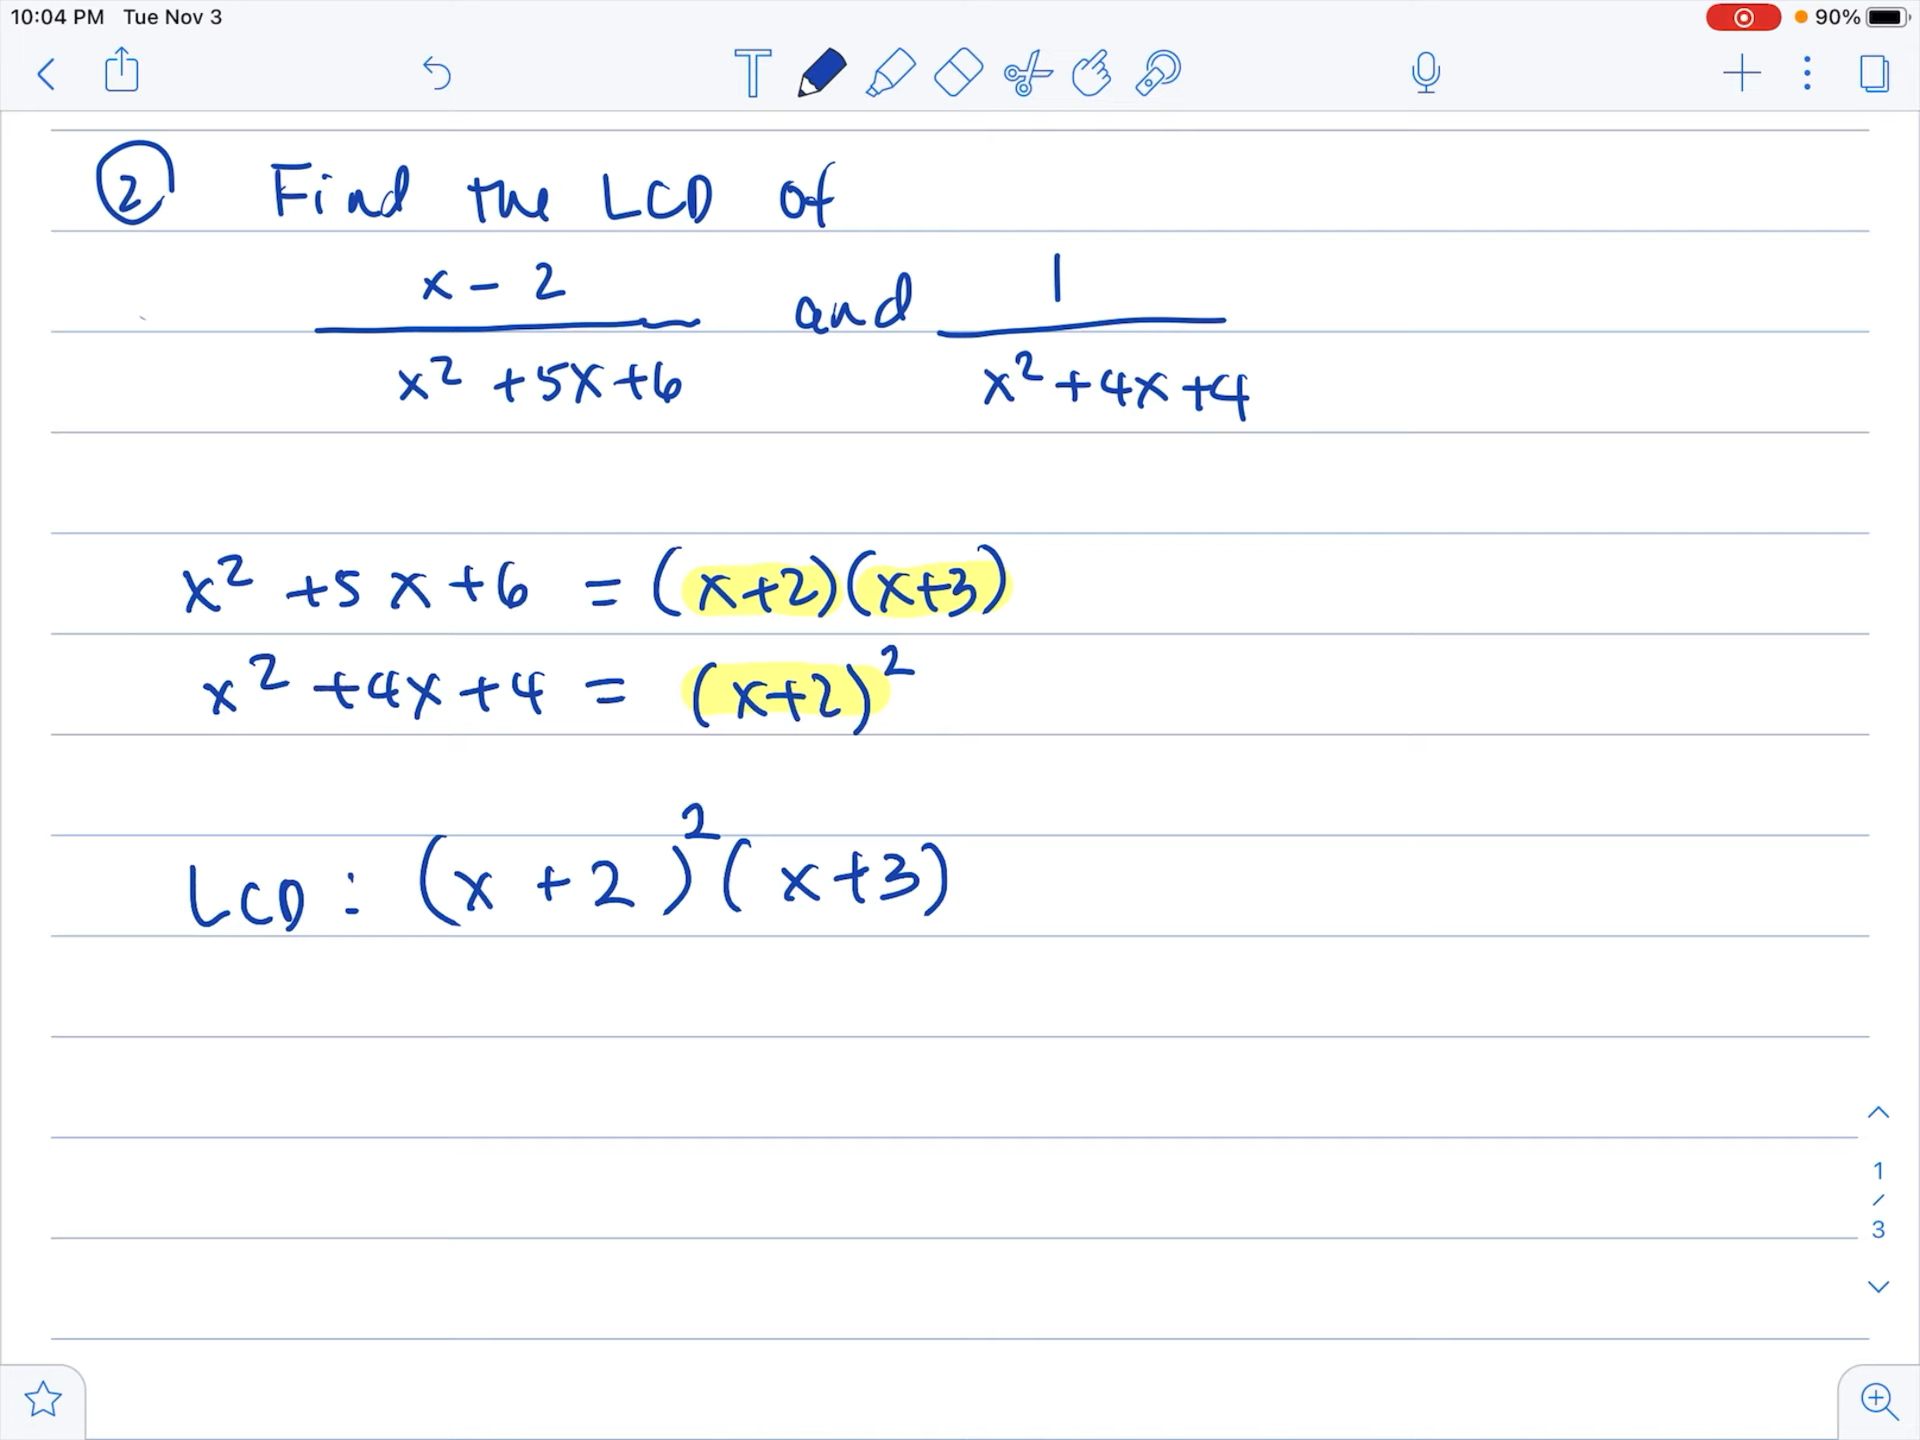 10:04 PM Tue Nov 3 90%
T
2 Find the LCD of
x - 2 / x² + 5x + 6 and 1 / x² + 4x + 4
x² + 5x + 6 = (x+2)(x+3)
x² + 4x + 4 = (x+2)²
LCD: (x + 2)²(x+3)
1
/
3